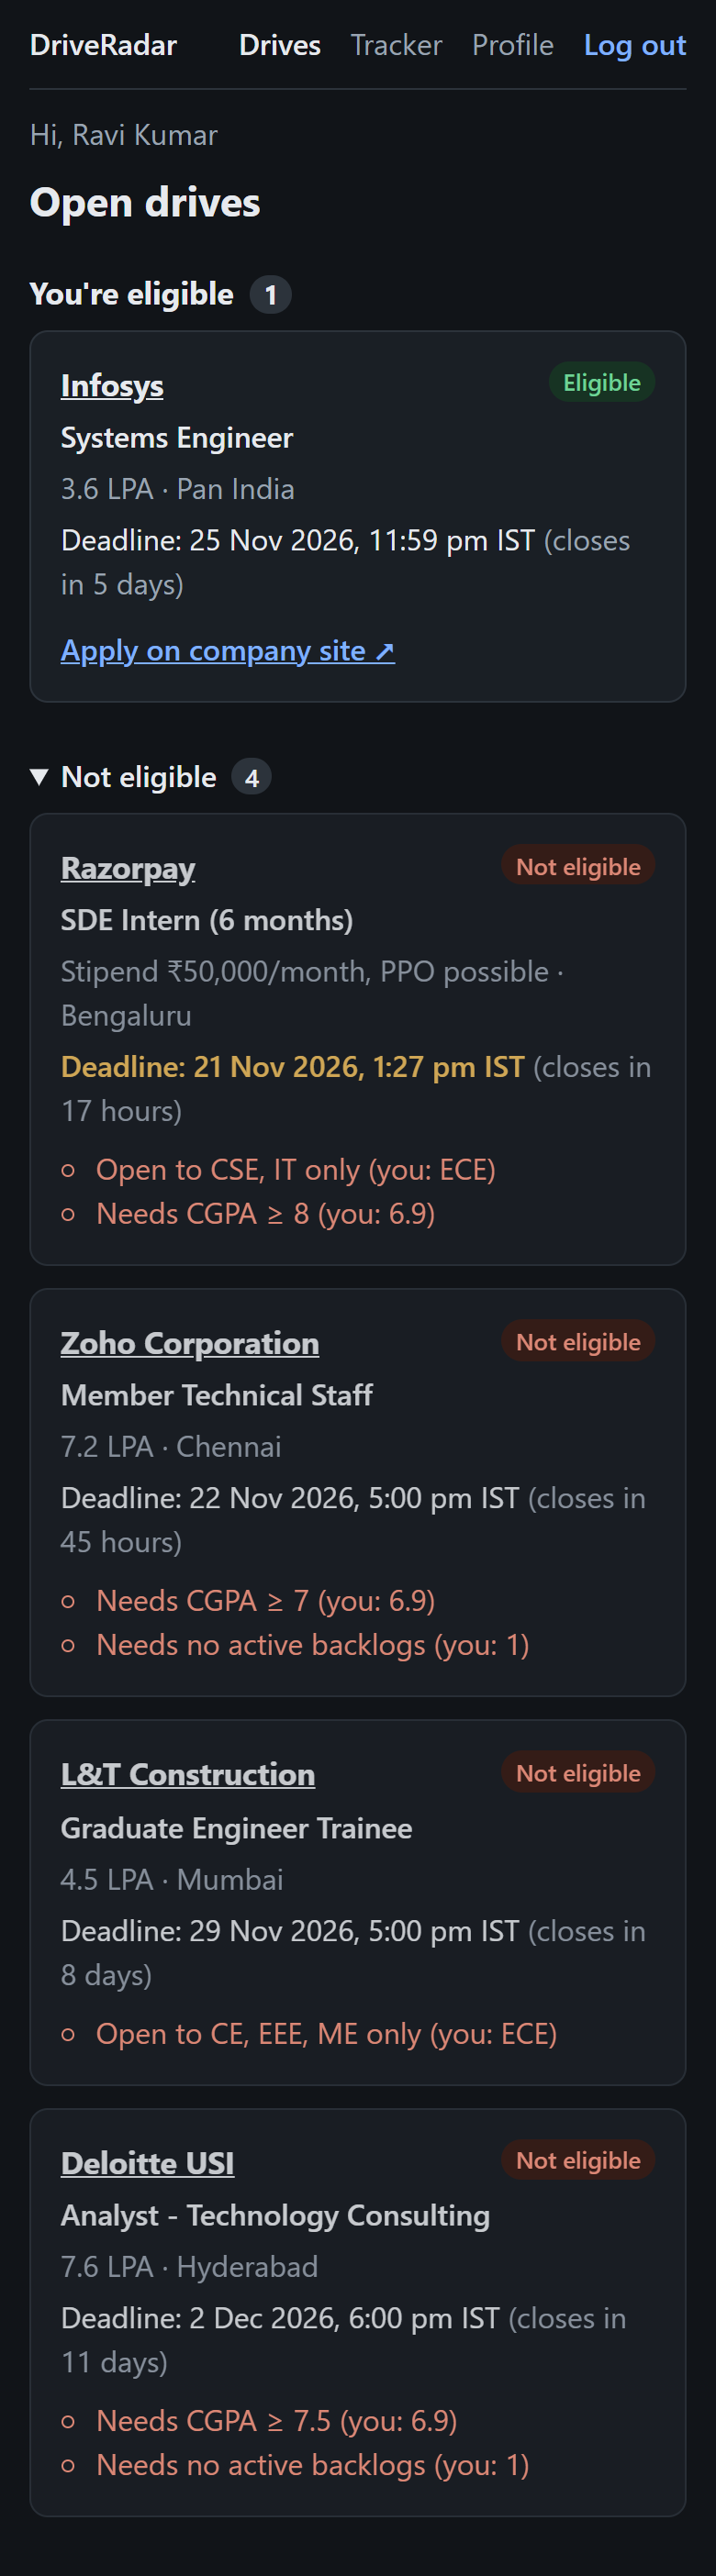 DriveRadar Drives Tracker Profile Log out
Hi, Ravi Kumar
Open drives
You're eligible 1
Infosys Eligible
Systems Engineer
3.6 LPA · Pan India
Deadline: 25 Nov 2026, 11:59 pm IST (closes
in 5 days)
Apply on company site ↗
▼ Not eligible 4
Razorpay Not eligible
SDE Intern (6 months)
Stipend ₹50,000/month, PPO possible ·
Bengaluru
Deadline: 21 Nov 2026, 1:27 pm IST (closes in
17 hours)
Open to CSE, IT only (you: ECE)
Needs CGPA ≥ 8 (you: 6.9)
Zoho Corporation Not eligible
Member Technical Staff
7.2 LPA · Chennai
Deadline: 22 Nov 2026, 5:00 pm IST (closes in
45 hours)
Needs CGPA ≥ 7 (you: 6.9)
Needs no active backlogs (you: 1)
L&T Construction Not eligible
Graduate Engineer Trainee
4.5 LPA · Mumbai
Deadline: 29 Nov 2026, 5:00 pm IST (closes in
8 days)
Open to CE, EEE, ME only (you: ECE)
Deloitte USI Not eligible
Analyst - Technology Consulting
7.6 LPA · Hyderabad
Deadline: 2 Dec 2026, 6:00 pm IST (closes in
11 days)
Needs CGPA ≥ 7.5 (you: 6.9)
Needs no active backlogs (you: 1)